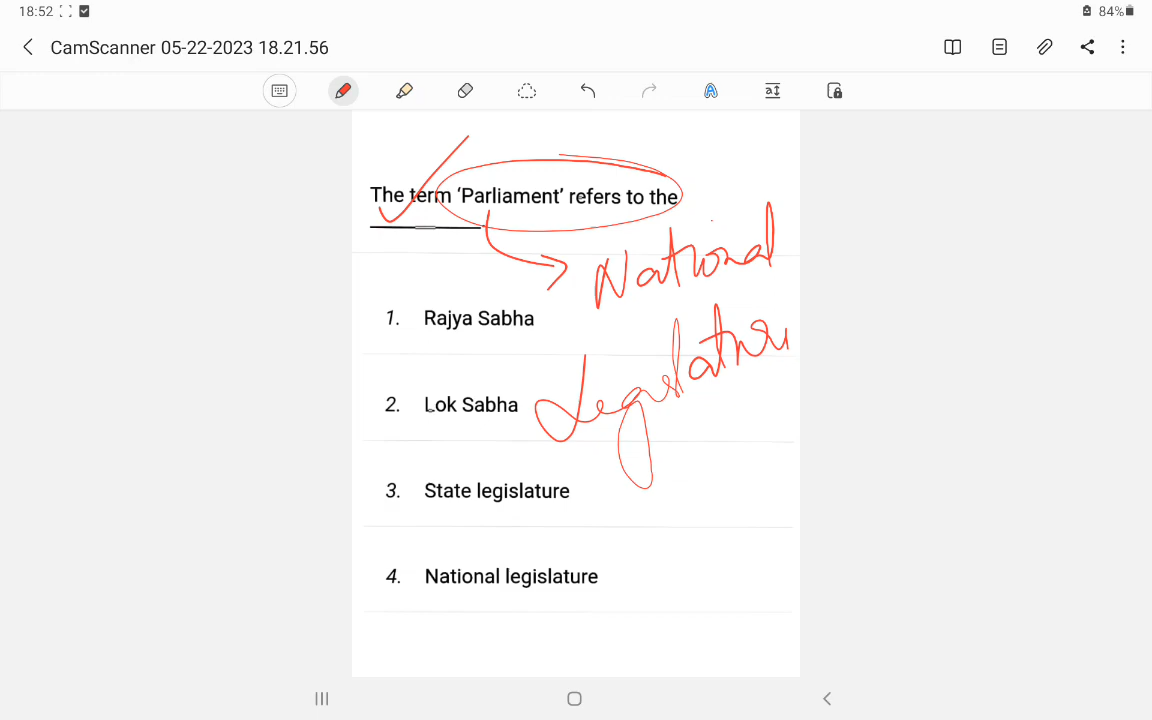 18:52
84%
CamScanner 05-22-2023 18.21.56
The term ‘Parliament’ refers to the
National
1. Rajya Sabha
Legislature
2. Lok Sabha
3. State legislature
4. National legislature